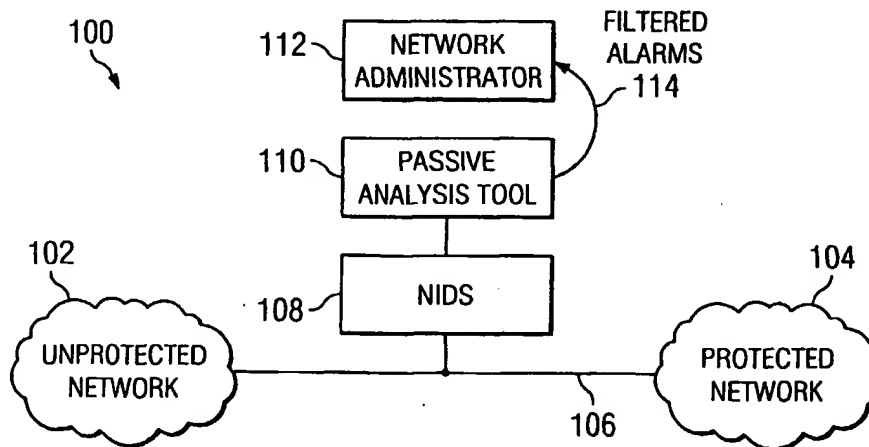 100
112
NETWORK
ADMINISTRATOR
FILTERED
ALARMS
114
110
PASSIVE
ANALYSIS TOOL
102
108
NIDS
104
UNPROTECTED
NETWORK
PROTECTED
NETWORK
106